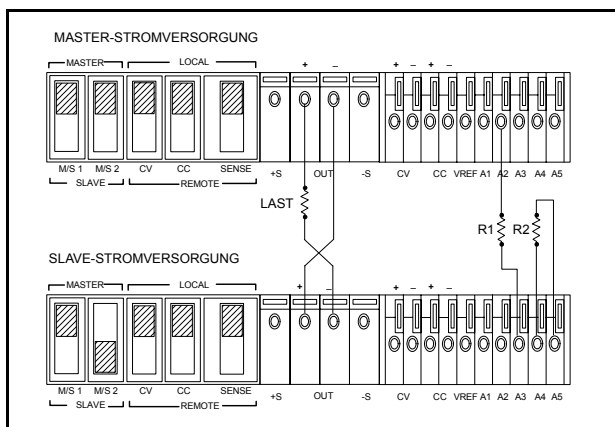 MASTER-STROMVERSORGUNG
MASTER LOCAL + – + – + –
M/S 1 M/S 2 CV CC SENSE +S OUT -S CV CC VREF A1 A2 A3 A4 A5
SLAVE REMOTE
LAST R1 R2
SLAVE-STROMVERSORGUNG
MASTER LOCAL + – + – + –
M/S 1 M/S 2 CV CC SENSE +S OUT -S CV CC VREF A1 A2 A3 A4 A5
SLAVE REMOTE